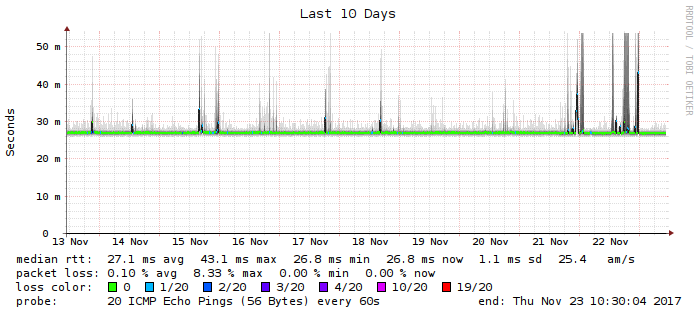 Last 10 Days
RRDTOOL / TOBI OETIKER
Seconds
50 m
40 m
30 m
20 m
10 m
0
13 Nov 14 Nov 15 Nov 16 Nov 17 Nov 18 Nov 19 Nov 20 Nov 21 Nov 22 Nov
median rtt: 27.1 ms avg 43.1 ms max 26.8 ms min 26.8 ms now 1.1 ms sd 25.4 am/s
packet loss: 0.10 % avg 8.33 % max 0.00 % min 0.00 % now
loss color: 0 1/20 2/20 3/20 4/20 10/20 19/20
probe: 20 ICMP Echo Pings (56 Bytes) every 60s end: Thu Nov 23 10:30:04 2017